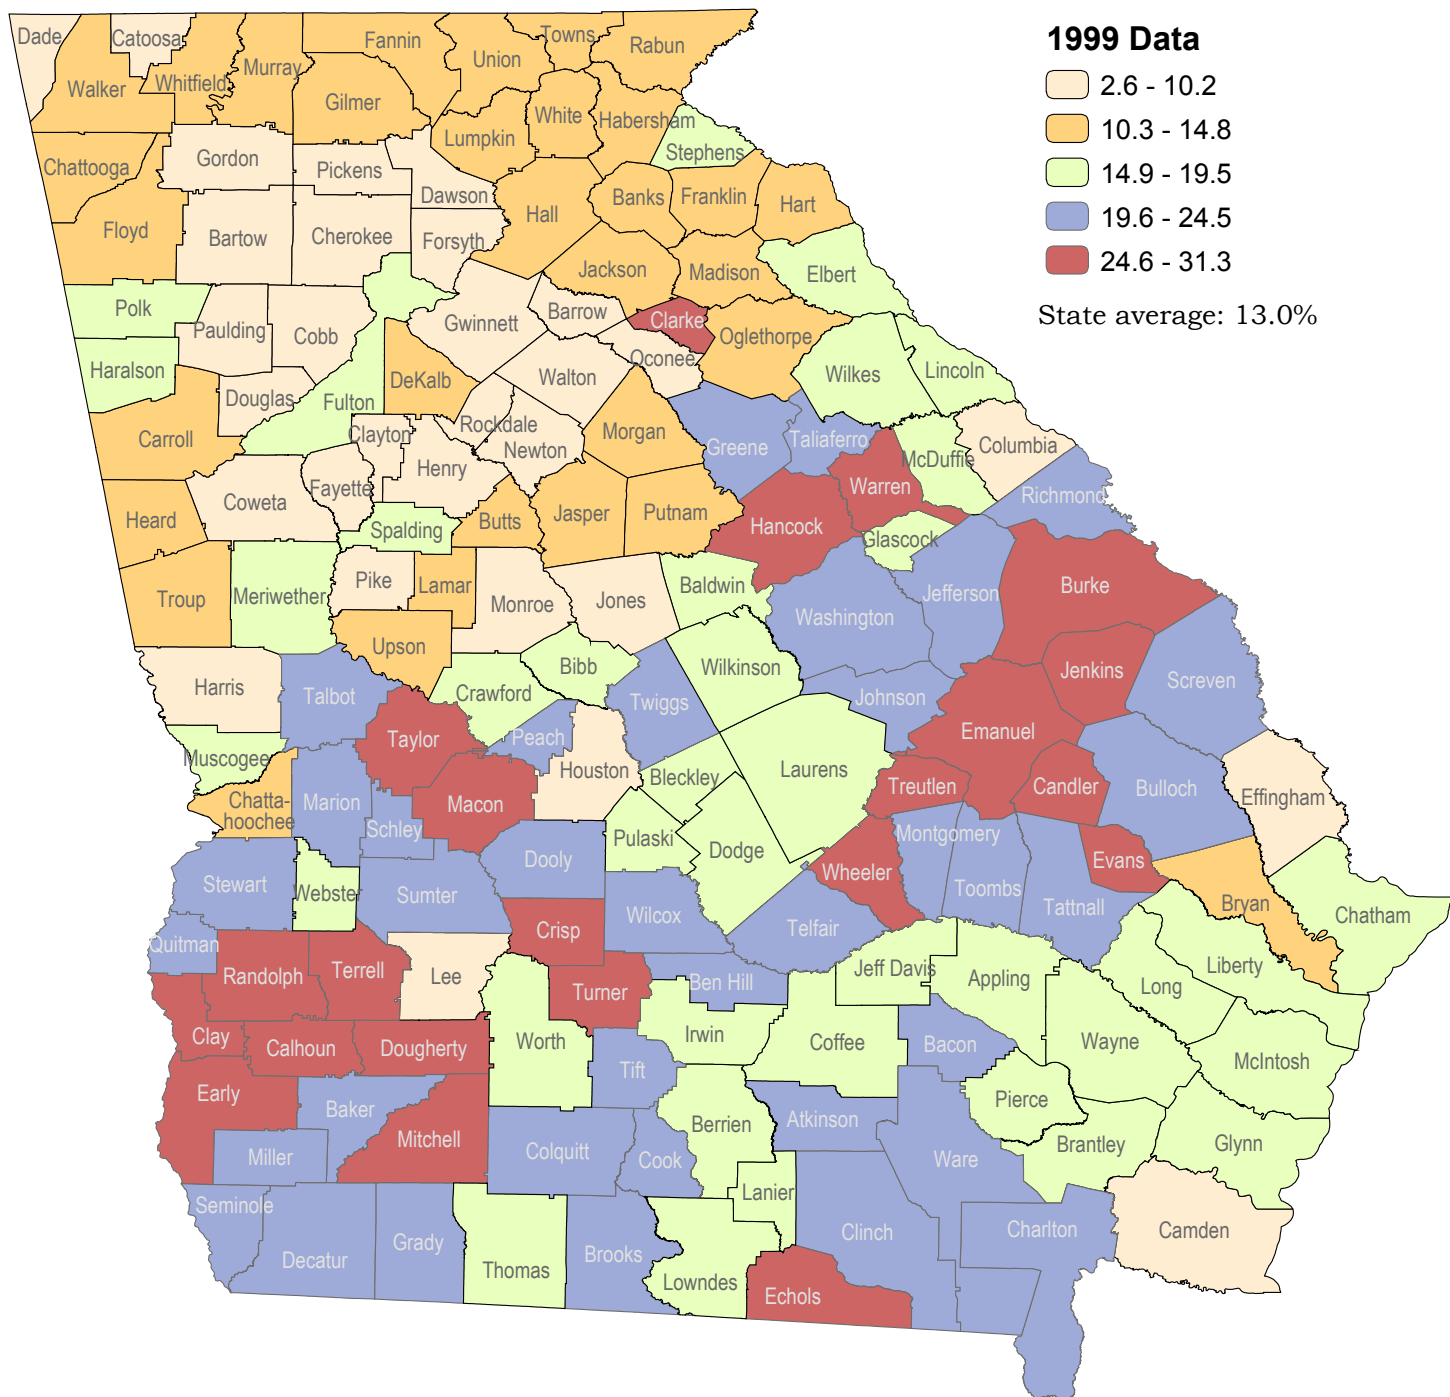 1999 Data
2.6 - 10.2
10.3 - 14.8
14.9 - 19.5
19.6 - 24.5
24.6 - 31.3
State average: 13.0%
Dade
Catoosa
Walker
Whitfield
Murray
Fannin
Gilmer
Union
Towns
Rabun
White
Lumpkin
Habersham
Stephens
Chattooga
Gordon
Pickens
Dawson
Hall
Banks
Franklin
Hart
Floyd
Bartow
Cherokee
Forsyth
Jackson
Madison
Elbert
Polk
Paulding
Cobb
Gwinnett
Barrow
Clarke
Oglethorpe
Oconee
Haralson
Douglas
Fulton
DeKalb
Walton
Wilkes
Lincoln
Carroll
Clayton
Rockdale
Newton
Henry
Morgan
Greene
Taliaferro
McDuffie
Columbia
Heard
Coweta
Fayette
Spalding
Butts
Jasper
Putnam
Hancock
Warren
Glascock
Richmond
Troup
Meriwether
Pike
Lamar
Monroe
Jones
Baldwin
Washington
Jefferson
Burke
Upson
Harris
Talbot
Crawford
Bibb
Wilkinson
Twiggs
Johnson
Jenkins
Screven
Muscogee
Taylor
Peach
Houston
Bleckley
Laurens
Emanuel
Chatta-
hoochee
Marion
Schley
Macon
Pulaski
Dodge
Treutlen
Candler
Bulloch
Effingham
Stewart
Webster
Sumter
Dooly
Wheeler
Montgomery
Toombs
Evans
Tattnall
Bryan
Chatham
Quitman
Randolph
Terrell
Lee
Crisp
Wilcox
Telfair
Turner
Ben Hill
Jeff Davis
Appling
Long
Liberty
Clay
Calhoun
Dougherty
Worth
Irwin
Coffee
Bacon
Wayne
McIntosh
Early
Baker
Mitchell
Tift
Berrien
Atkinson
Pierce
Brantley
Glynn
Miller
Colquitt
Cook
Ware
Lanier
Seminole
Decatur
Grady
Thomas
Brooks
Lowndes
Echols
Clinch
Charlton
Camden